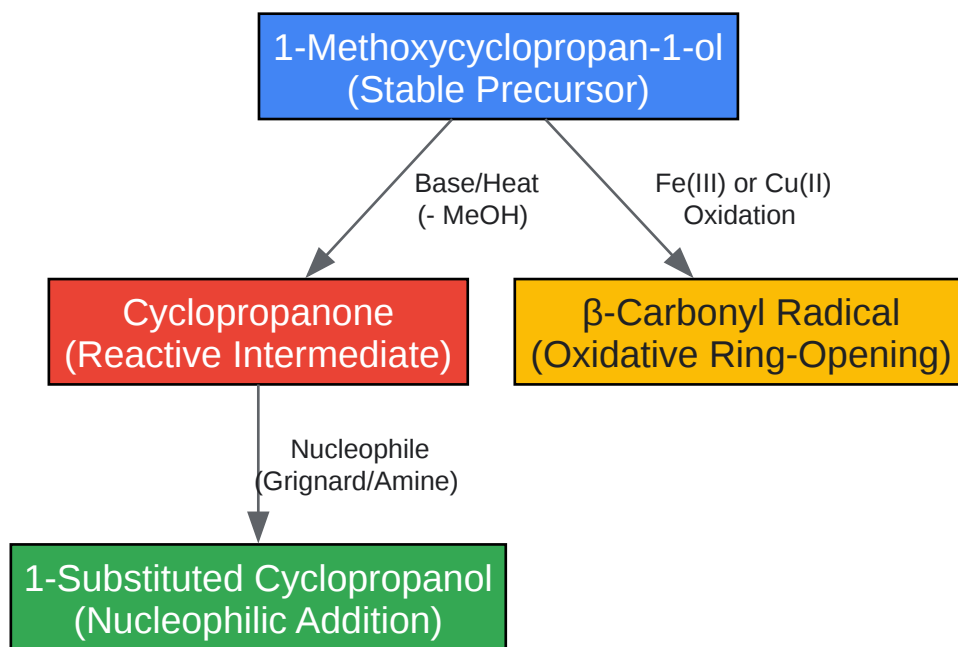 1-Methoxycyclopropan-1-ol
(Stable Precursor)
Base/Heat
(- MeOH)
Fe(III) or Cu(II)
Oxidation
Cyclopropanone
(Reactive Intermediate)
β-Carbonyl Radical
(Oxidative Ring-Opening)
Nucleophile
(Grignard/Amine)
1-Substituted Cyclopropanol
(Nucleophilic Addition)